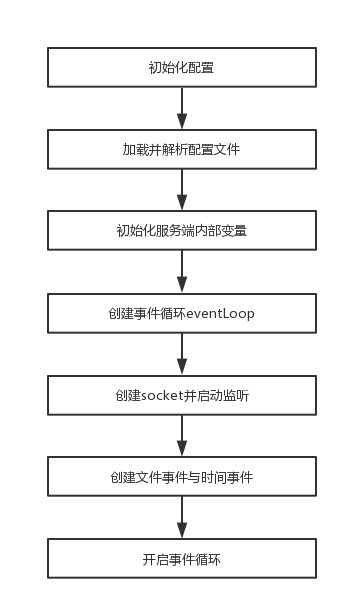 初始化配置
加载并解析配置文件
初始化服务端内部变量
创建事件循环eventLoop
创建socket并启动监听
创建文件事件与时间事件
开启事件循环